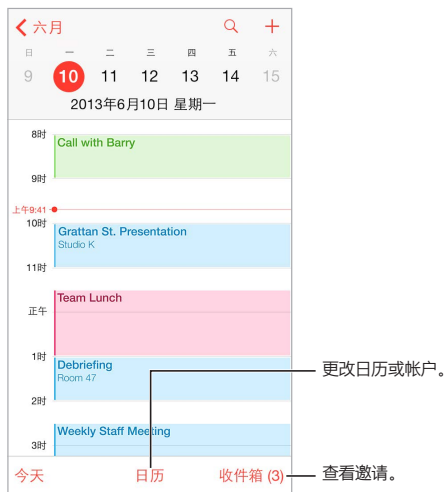 六月
日 一 二 三 四 五 六
9 10 11 12 13 14 15
2013年6月10日 星期一
8时
Call with Barry
9时
上午9:41
10时
Grattan St. Presentation
Studio K
11时
Team Lunch
正午
1时
Debriefing
Room 47
更改日历或帐户。
2时
Weekly Staff Meeting
3时
今天 日历 收件箱 (3) 查看邀请。